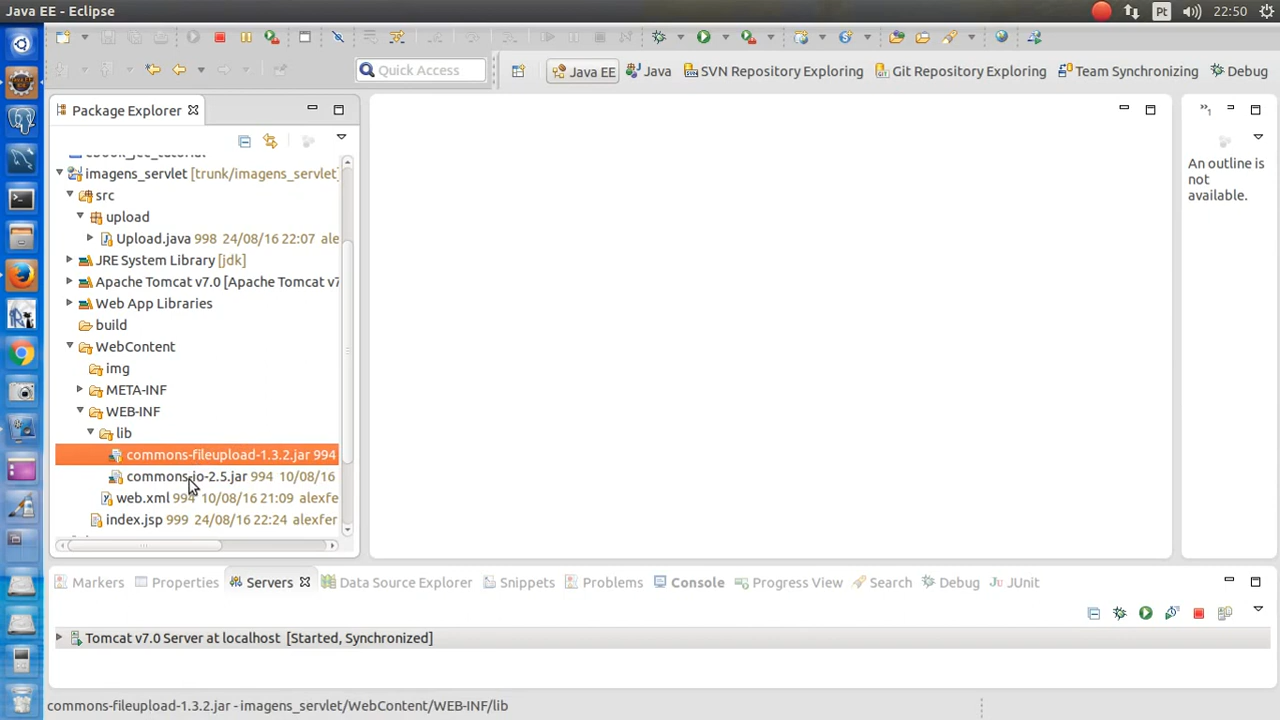 Java EE - Eclipse
Pt
22:50
Quick Access
Java EE
Java
SVN Repository Exploring
Git Repository Exploring
Team Synchronizing
Debug
Package Explorer
imagens_servlet [trunk/imagens_servlet]
src
upload
Upload.java 998 24/08/16 22:07 ale
JRE System Library [jdk]
Apache Tomcat v7.0 [Apache Tomcat v7
Web App Libraries
build
WebContent
img
META-INF
WEB-INF
lib
commons-fileupload-1.3.2.jar 994
commons-io-2.5.jar 994 10/08/16
web.xml 994 10/08/16 21:09 alexfe
index.jsp 999 24/08/16 22:24 alexfer
»1
An outline is
not
available.
Markers
Properties
Servers
Data Source Explorer
Snippets
Problems
Console
Progress View
Search
Debug
JUnit
Tomcat v7.0 Server at localhost [Started, Synchronized]
commons-fileupload-1.3.2.jar - imagens_servlet/WebContent/WEB-INF/lib